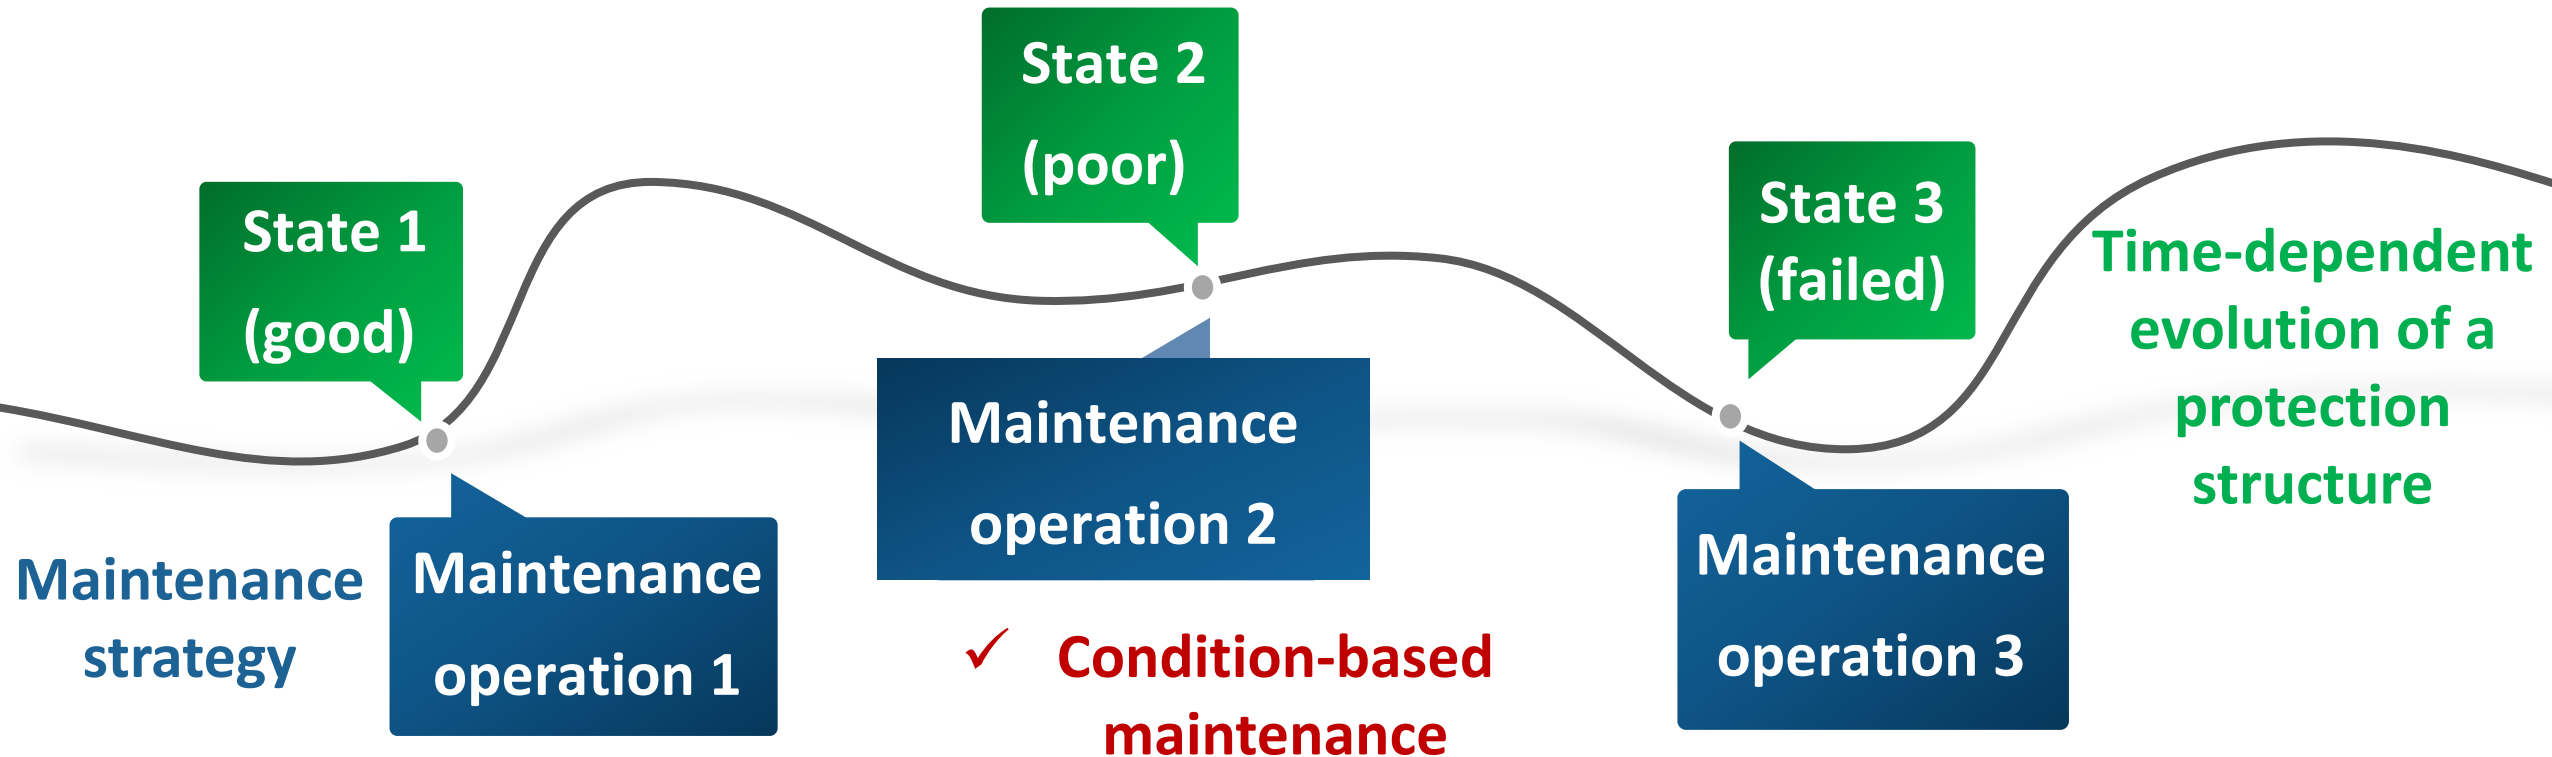 State 1
(good)
State 2
(poor)
State 3
(failed)
Time-dependent
evolution of a
protection
structure
Maintenance
strategy
Maintenance
operation 1
Maintenance
operation 2
✓ Condition-based
maintenance
Maintenance
operation 3